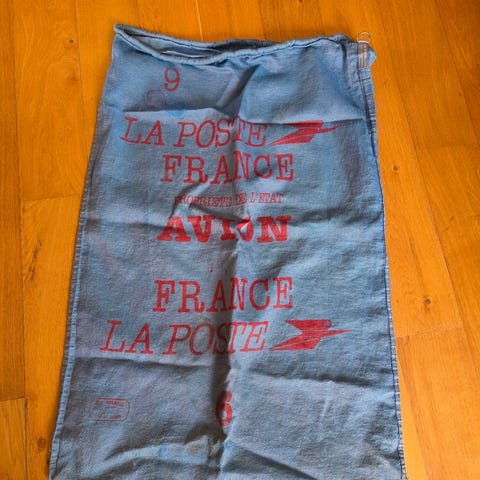 9
LA POSTE
FRANCE
PROPRIETE DE L'ETAT
AVION
FRANCE
LA POSTE
6